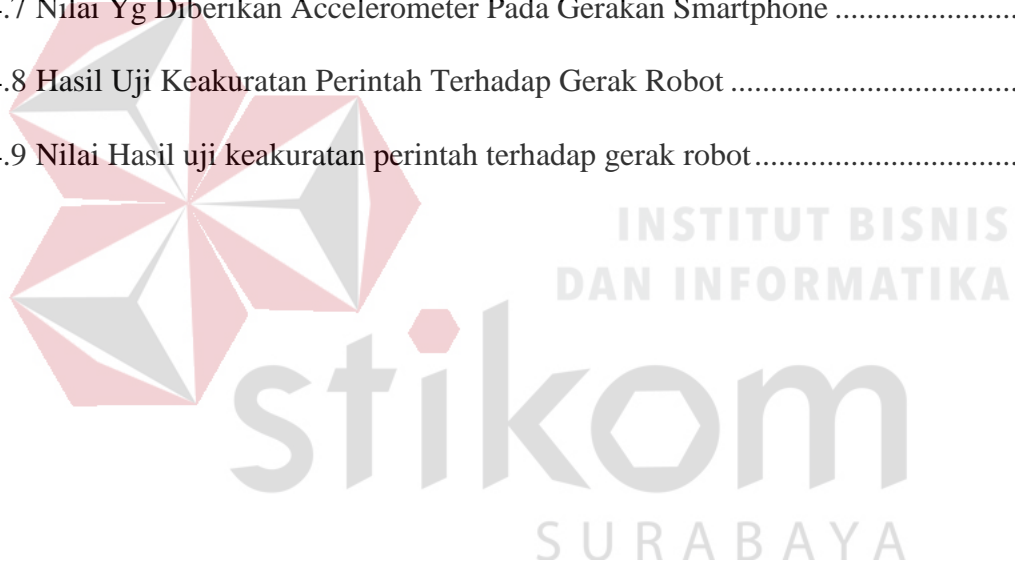 .7 Nilai Yg Diberikan Accelerometer Pada Gerakan Smartphone ....................
.8 Hasil Uji Keakuratan Perintah Terhadap Gerak Robot ....................................
.9 Nilai Hasil uji keakuratan perintah terhadap gerak robot .................................
INSTITUT BISNIS
DAN INFORMATIKA
stikom
SURABAYA